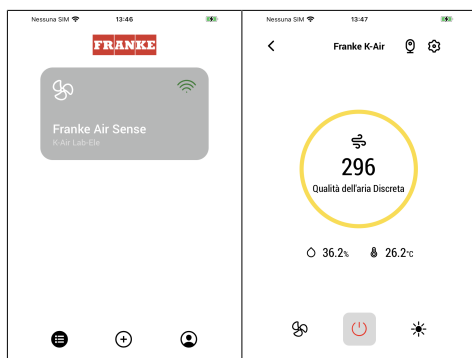 Nessuna SIM 13:46
FRANKE
Franke Air Sense
K-Air Lab-Ele
Nessuna SIM 13:47
Franke K-Air
296
Qualità dell'aria Discreta
36.2% 26.2°C